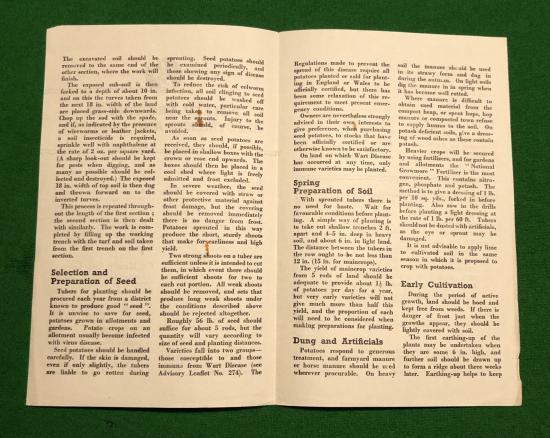 The excavated soil should be
removed to the same end of the
other section, where the work will
finish.
The exposed sub-soil is then
forked to a depth of about 10 in.
and on this the turves taken from
the next 18 in. width of the land
are placed grass-side downwards.
Chop up the sod with the spade,
and if, as indicated by the presence
of wireworms or leather jackets,
a soil insecticide is required,
sprinkle well with naphthalene at
the rate of 2 oz. per square yard.
(A sharp look-out should be kept
for pests when digging, and as
many as possible should be col-
lected and destroyed.) The exposed
18 in. width of top soil is then dug
and thrown forward on to the
inverted turves.
This process is repeated through-
out the length of the first section;
the second section is then dealt
with similarly. The work is com-
pleted by filling up the working
trench with the turf and soil taken
from the first trench on the first
section.
Selection and
Preparation of Seed
Tubers for planting should be
procured each year from a district
known to produce good "seed".
It is unwise to save for seed,
potatoes grown in allotments and
gardens. Potato crops on an
allotment usually become infected
with virus disease.
Seed potatoes should be handled
carefully. If the skin is damaged,
even if only slightly, the tubers
are liable to go rotten during
sprouting. Seed potatoes should
be examined periodically, and
those showing any sign of disease
should be destroyed.
To reduce the risk of eelworm
infection, all soil clinging to seed
potatoes should be washed off
with cold water, particular care
being taken to remove all soil
near the Injury to the
sprouts should, of course, be
avoided.
As soon as seed potatoes are
received, they should, if possible,
be placed in shallow boxes with the
crown or rose end upwards. The
boxes should then be placed in a
cool shed where light is freely
admitted and frost excluded.
In severe weather, the seed
should be covered with straw or
other protective material against
frost damage, but the covering
should be removed immediately
there is no danger from frost.
Potatoes sprouted in this way
produce the short, sturdy shoots
that make for earliness and high
yield.
Two strong shoots on a tuber are
sufficient unless it is intended to cut
them, in which event there should
be sufficient shoots for two to
each cut portion. All weak shoots
should be removed, and sets that
produce long weak shoots under
the conditions described above
should be rejected altogether.
Roughly 56 lb. of seed should
suffice for about 5 rods, but the
quantity will vary according to
size of seed and planting distances.
Varieties fall into two groups—
those susceptible to and those
immune from Wart Disease (see
Advisory Leaflet No. 274). The
Regulations made to prevent the
spread of this disease require all
potatoes planted or sold for plant-
ing in England or Wales to be
officially certified, but there has
been some relaxation of this re-
quirement to meet present emer-
gency conditions.
Owners are nevertheless strongly
advised in their own interests to
give preference, when purchasing
seed potatoes, to stocks that have
been officially certified or are
otherwise known to be satisfactory.
On land on which Wart Disease
has occurred at any time, only
immune varieties may be planted.
Spring
Preparation of Soil
With sprouted tubers there is
no need for haste. Wait for
favourable conditions before plant-
ing. A simple way of planting is
to take out shallow trenches 2 ft.
apart and 4-5 in. deep in heavy
soil, and about 6 in. in light land.
The distance between the tubers in
the row ought to be not less than
12 in. (15 in. for maincrops).
The yield of maincrop varieties
from 5 rods of land should be
adequate to provide about 1½ lb.
of potatoes per day for a year,
but very early varieties will not
give much more than half this
yield, and the proportion of each
will need to be considered when
making preparations for planting.
Dung and Artificials
Potatoes respond to generous
treatment, and farmyard manure
or horse manure should be used
wherever procurable. On heavy
soil the manure should be used
in its strawy form and dug in
during the autumn. On light soils
dig the manure in in spring when
it has become well rotted.
Where manure is difficult to
obtain used material from the
compost heap, or spent hops, hop
manure or composted town refuse
to supply humus to the soil. On
potash deficient soils, give a dress-
ing of wood ashes as these contain
potash.
Heavier crops will be secured
by using fertilisers, and for gardens
and allotments the "National
Growmore" Fertiliser is the most
convenient. This contains nitro-
gen, phosphate and potash. The
method is to give a dressing of 1 lb.
per 10 sq. yds., forked in before
planting. Also sow in the drills
before planting a light dressing at
the rate of 1 lb. per 60 ft. Tubers
should not be dusted with artificials,
as the eye or sprout may be
damaged.
It is not advisable to apply lime
to cultivated soil in the same
season in which it is proposed to
crop with potatoes.
Early Cultivation
During the period of active
growth, land should be hoed and
kept free from weeds. If there is
danger of frost just when the
growths appear, they should be
lightly covered with soil.
The first earthing-up of the
plants may be undertaken when
they are some 6 in. high, and
further soil should be drawn up
to form a ridge about three weeks
later. Earthing-up helps to keep